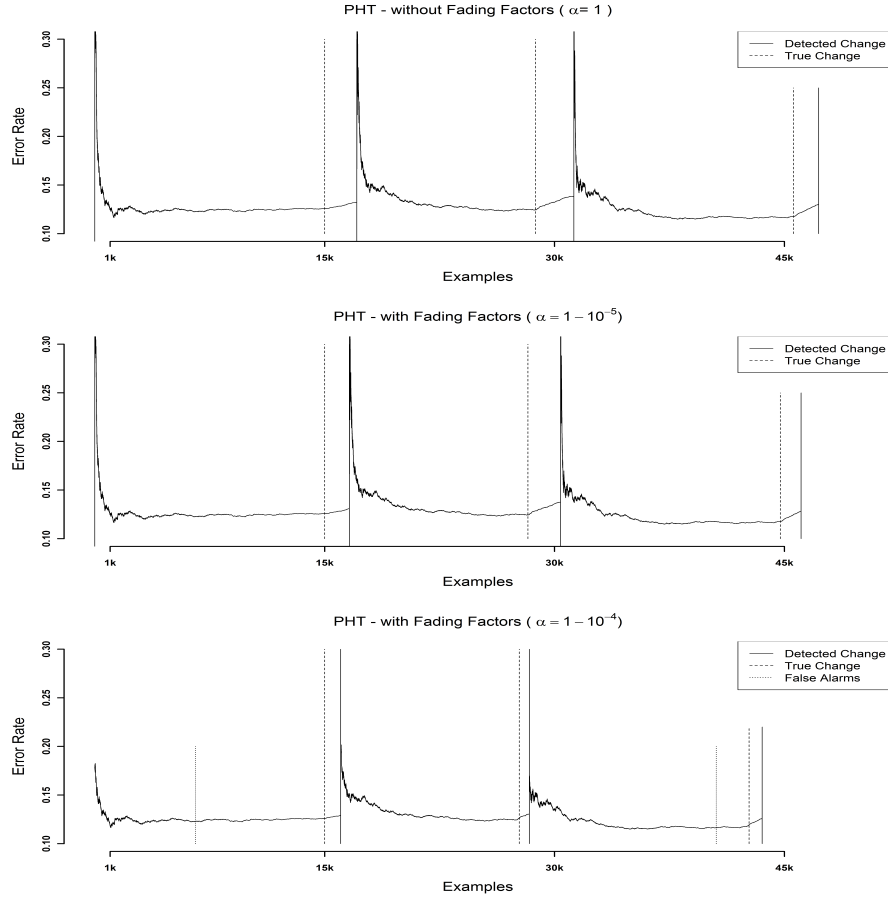 PHT - without Fading Factors ( α= 1 )
Detected Change
True Change
Error Rate
0.30
0.25
0.20
0.15
0.10
1k 15k 30k 45k
Examples
PHT - with Fading Factors ( α = 1 − 10⁻⁵)
Detected Change
True Change
Error Rate
0.30
0.25
0.20
0.15
0.10
1k 15k 30k 45k
Examples
PHT - with Fading Factors ( α = 1 − 10⁻⁴)
Detected Change
True Change
False Alarms
Error Rate
0.30
0.25
0.20
0.15
0.10
1k 15k 30k 45k
Examples